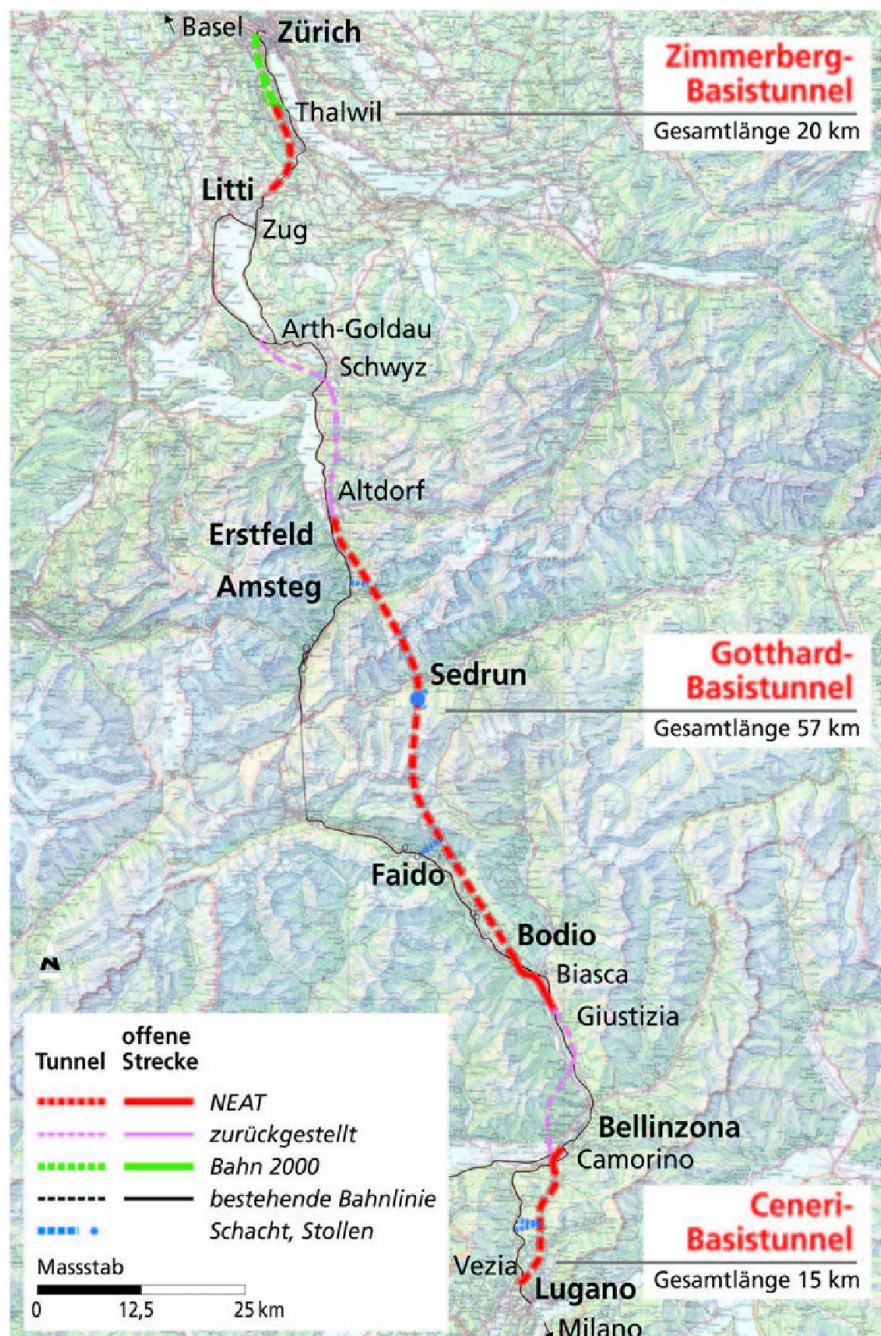 Basel
Zürich
Zimmerberg-
Basistunnel
Thalwil
Gesamtlänge 20 km
Litti
Zug
Arth-Goldau
Schwyz
Altdorf
Erstfeld
Amsteg
Sedrun
Gotthard-
Basistunnel
Gesamtlänge 57 km
Faido
Bodio
N
Biasca
Giustizia
offene
Tunnel Strecke
NEAT
zurückgestellt
Bahn 2000
bestehende Bahnlinie
Schacht, Stollen
Massstab
0 12,5 25 km
Bellinzona
Camorino
Ceneri-
Basistunnel
Vezia
Gesamtlänge 15 km
Lugano
Milano